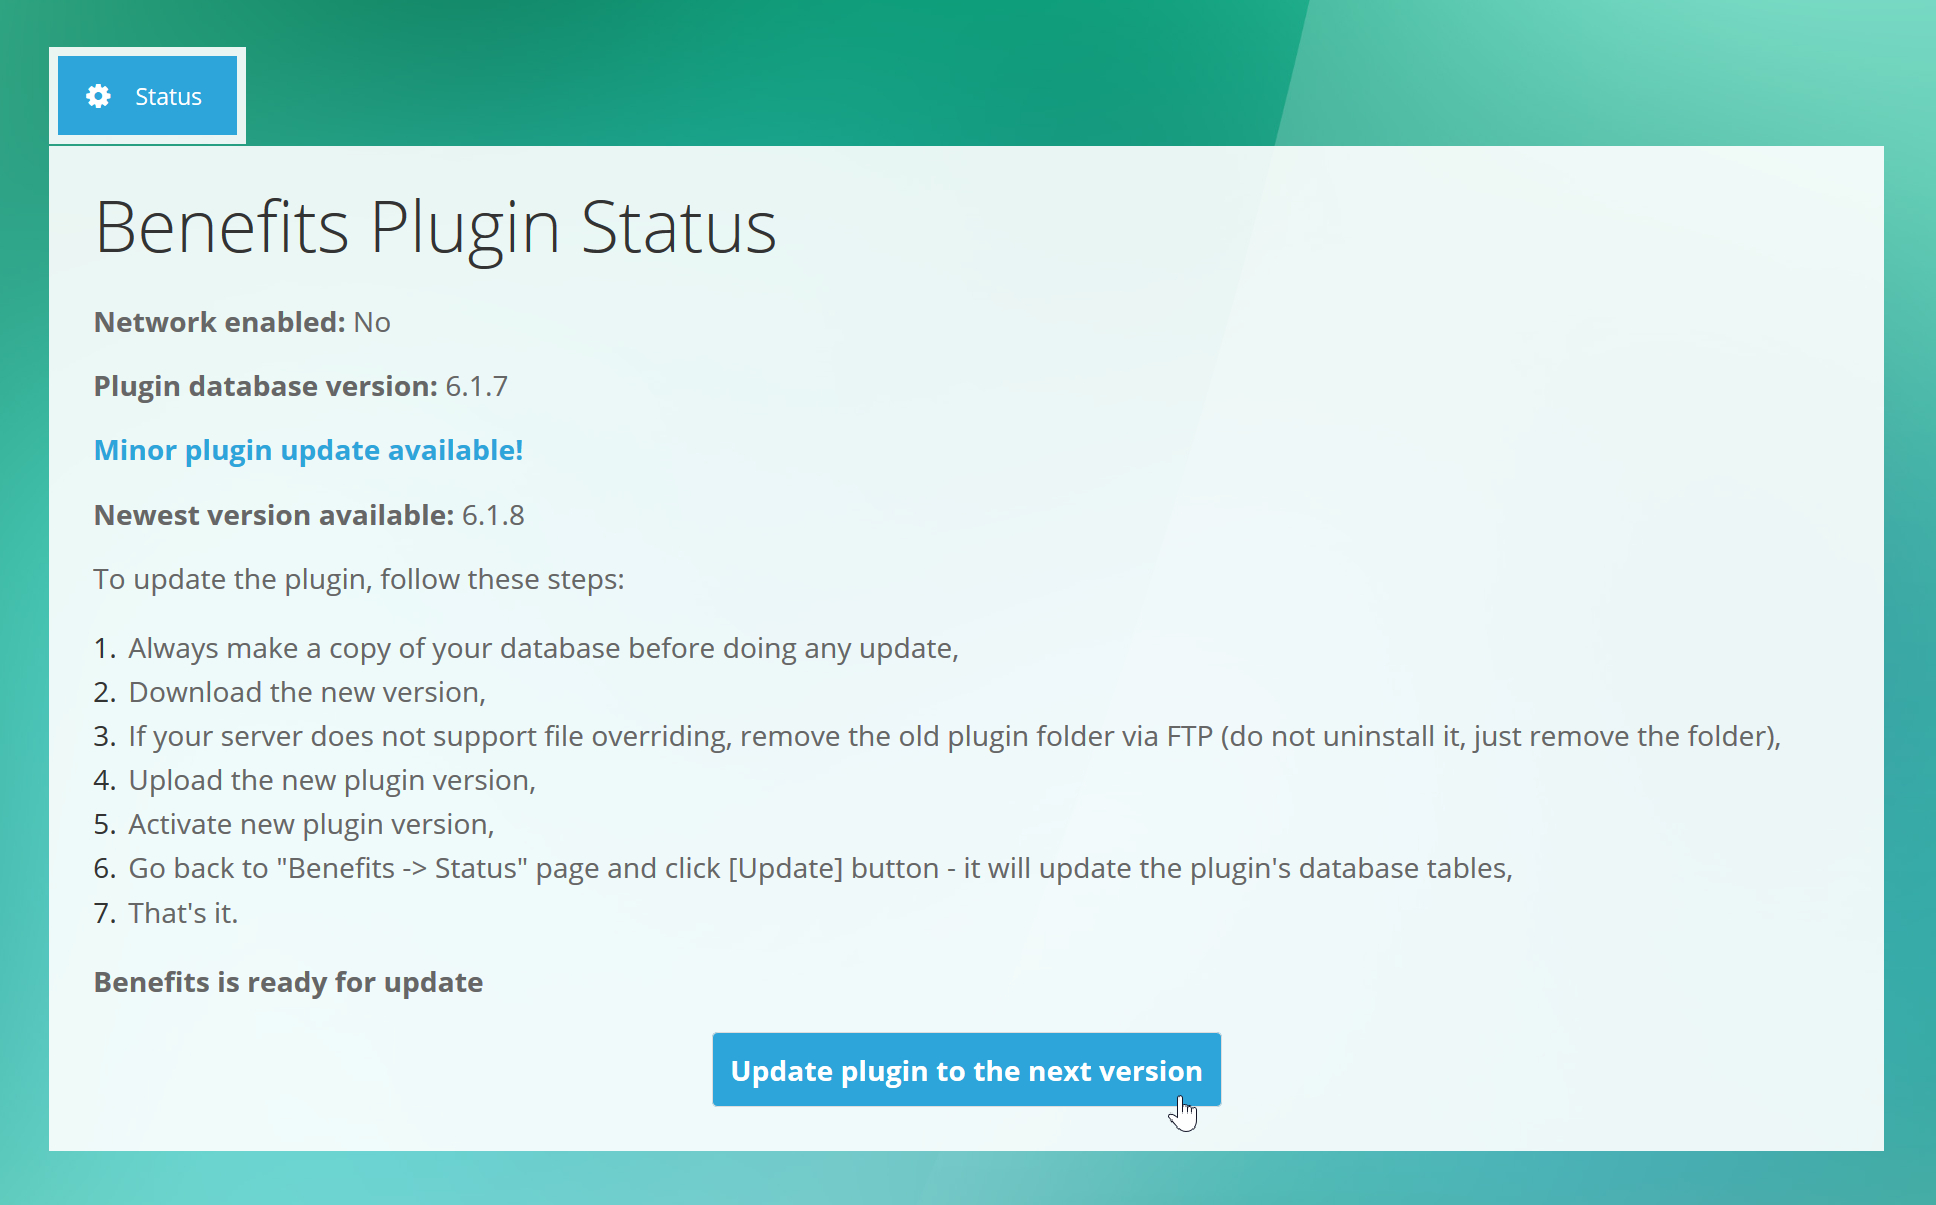 Status
Benefits Plugin Status
Network enabled: No
Plugin database version: 6.1.7
Minor plugin update available!
Newest version available: 6.1.8
To update the plugin, follow these steps:
1. Always make a copy of your database before doing any update,
2. Download the new version,
3. If your server does not support file overriding, remove the old plugin folder via FTP (do not uninstall it, just remove the folder),
4. Upload the new plugin version,
5. Activate new plugin version,
6. Go back to "Benefits -> Status" page and click [Update] button - it will update the plugin's database tables,
7. That's it.
Benefits is ready for update
Update plugin to the next version